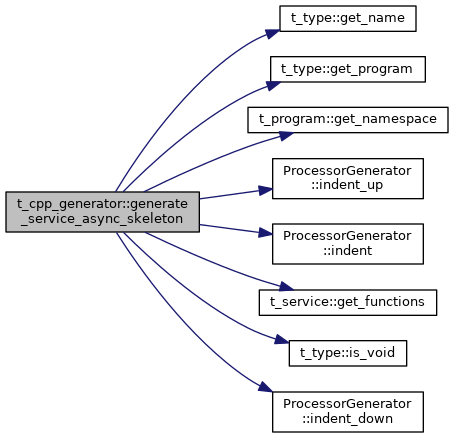 t_type::get_name
t_type::get_program
t_program::get_namespace
ProcessorGenerator
::indent_up
t_cpp_generator::generate
_service_async_skeleton
ProcessorGenerator
::indent
t_service::get_functions
t_type::is_void
ProcessorGenerator
::indent_down